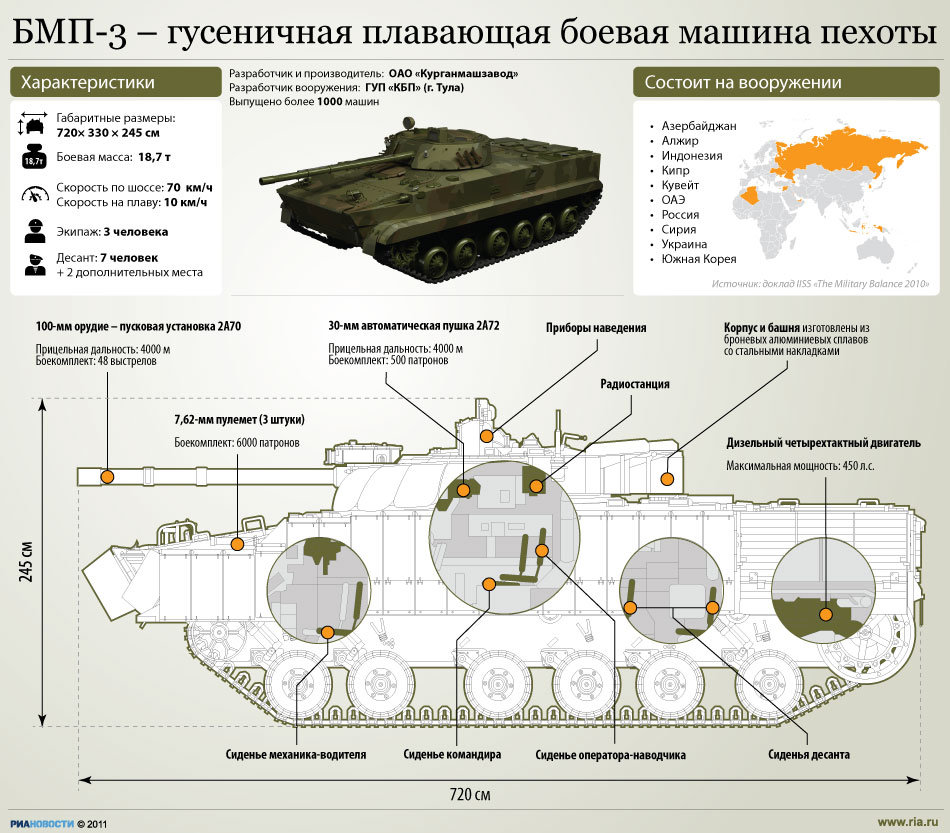 БМП-3 – гусеничная плавающая боевая машина пехоты
Характеристики
Габаритные размеры:
720× 330 × 245 см
18,7т
Боевая масса: 18,7 т
Скорость по шоссе: 70 км/ч
Скорость на плаву: 10 км/ч
Экипаж: 3 человека
Десант: 7 человек
+ 2 дополнительных места
Разработчик и производитель: ОАО «Курганмашзавод»
Разработчик вооружения: ГУП «КБП» (г. Тула)
Выпущено более 1000 машин
Состоит на вооружении
• Азербайджан
• Алжир
• Индонезия
• Кипр
• Кувейт
• ОАЭ
• Россия
• Сирия
• Украина
• Южная Корея
Источник: доклад IISS «The Military Balance 2010»
100-мм орудие – пусковая установка 2А70
Прицельная дальность: 4000 м
Боекомплект: 48 выстрелов
30-мм автоматическая пушка 2А72
Прицельная дальность: 4000 м
Боекомплект: 500 патронов
Приборы наведения
Корпус и башня изготовлены из
броневых алюминиевых сплавов
со стальными накладками
Радиостанция
7,62-мм пулемет (3 штуки)
Боекомплект: 6000 патронов
Дизельный четырехтактный двигатель
Максимальная мощность: 450 л.с.
245 см
Сиденье механика-водителя
Сиденье командира
Сиденье оператора-наводчика
Сиденья десанта
720 см
РИАНОВОСТИ © 2011
www.ria.ru